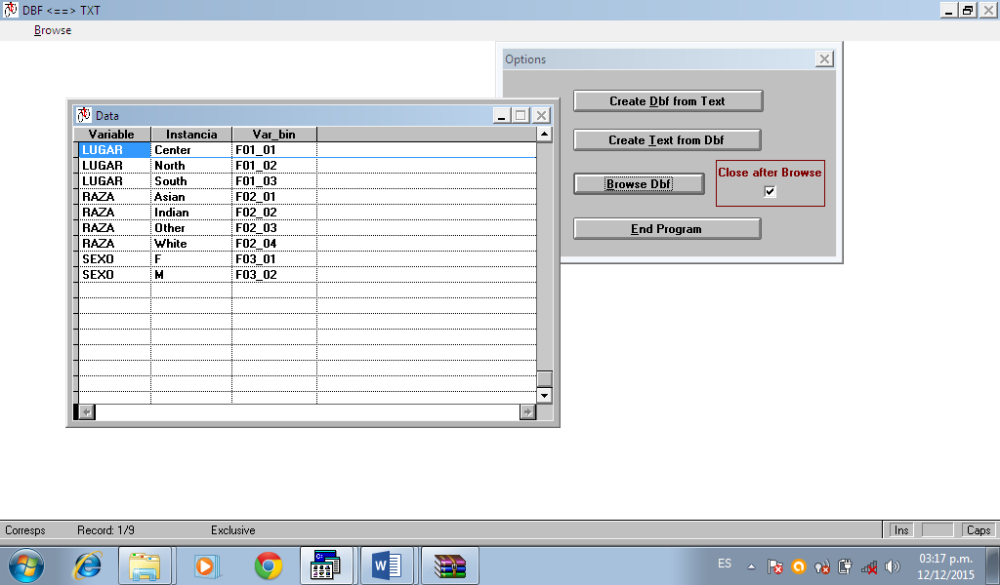 DBF <==> TXT
Browse
Options
Create Dbf from Text
Create Text from Dbf
Browse Dbf
Close after Browse
End Program
Data
Variable Instancia Var_bin
LUGAR Center F01_01
LUGAR North F01_02
LUGAR South F01_03
RAZA Asian F02_01
RAZA Indian F02_02
RAZA Other F02_03
RAZA White F02_04
SEXO F F03_01
SEXO M F03_02
Corresps Record: 1/9 Exclusive Ins Caps
ES
03:17 p.m.
12/12/2015